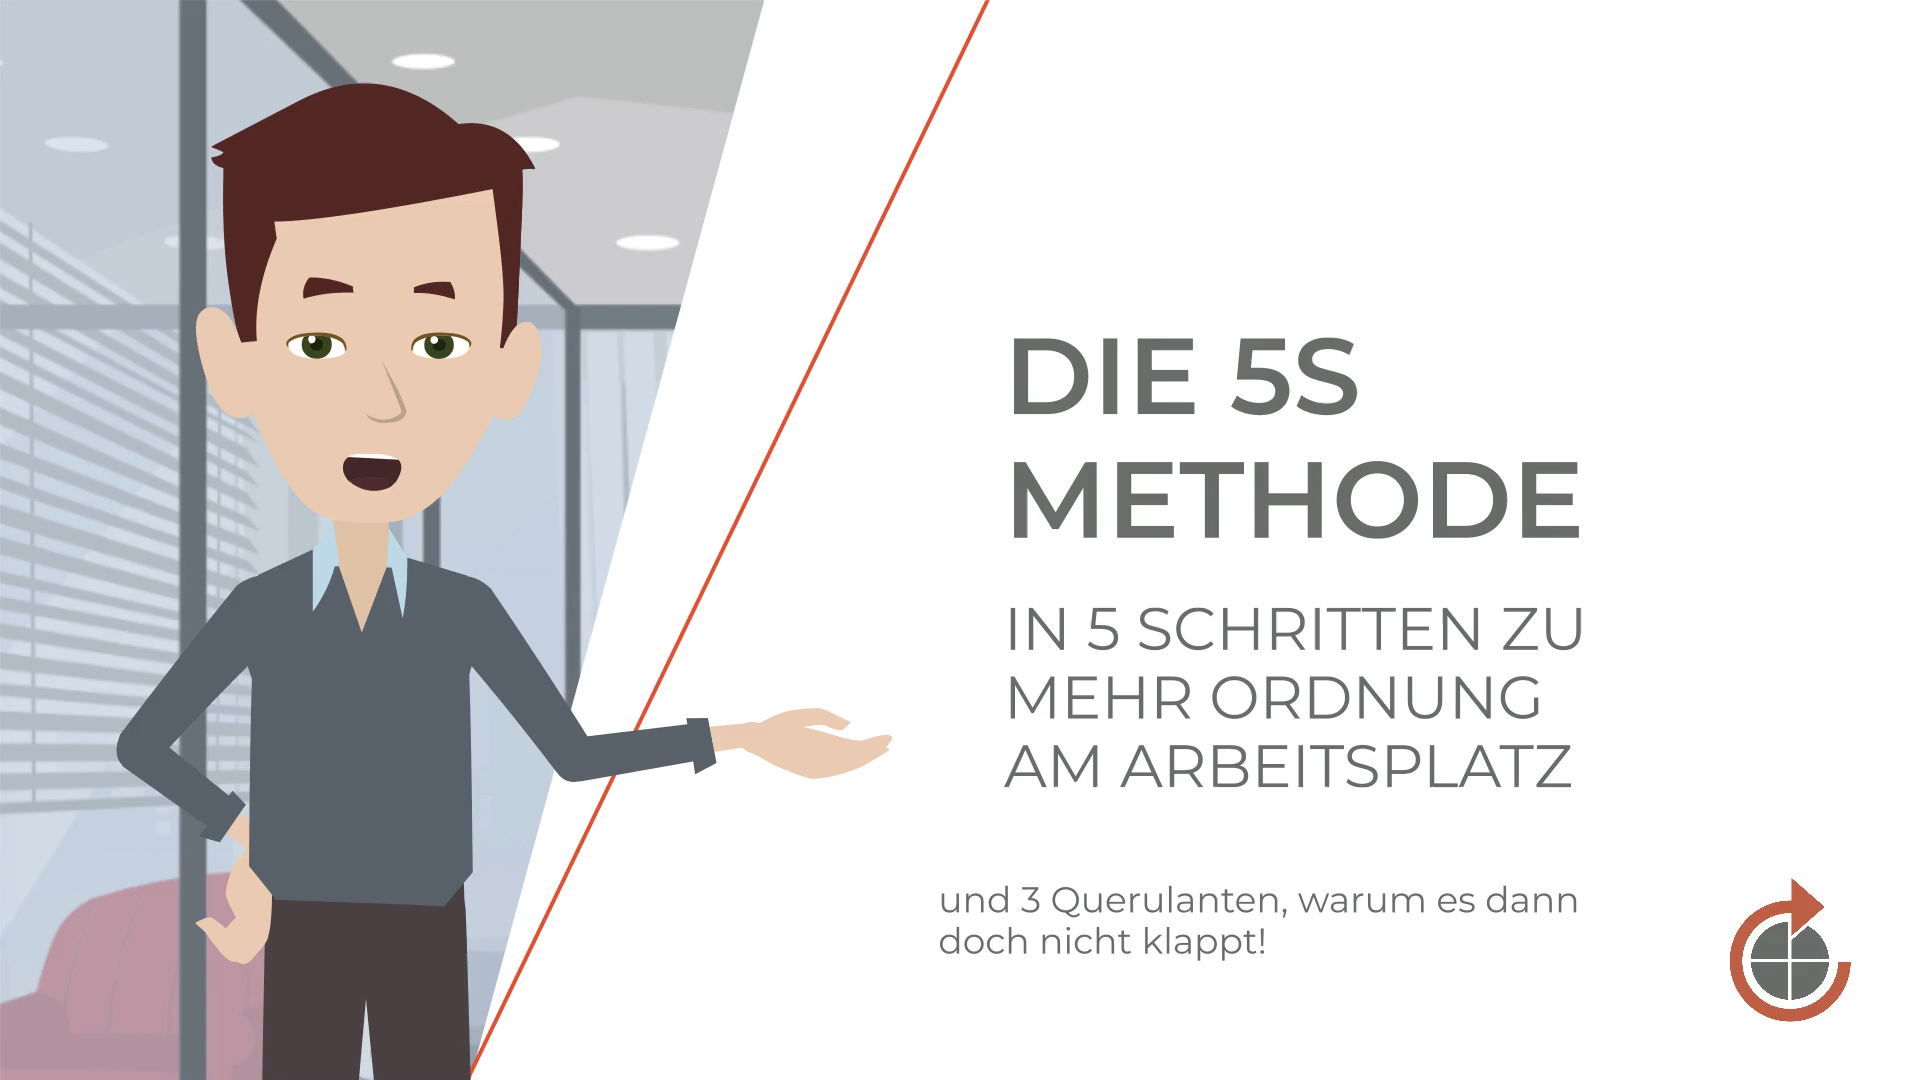 DIE 5S
METHODE
IN 5 SCHRITTEN ZU
MEHR ORDNUNG
AM ARBEITSPLATZ
und 3 Querulanten, warum es dann
doch nicht klappt!